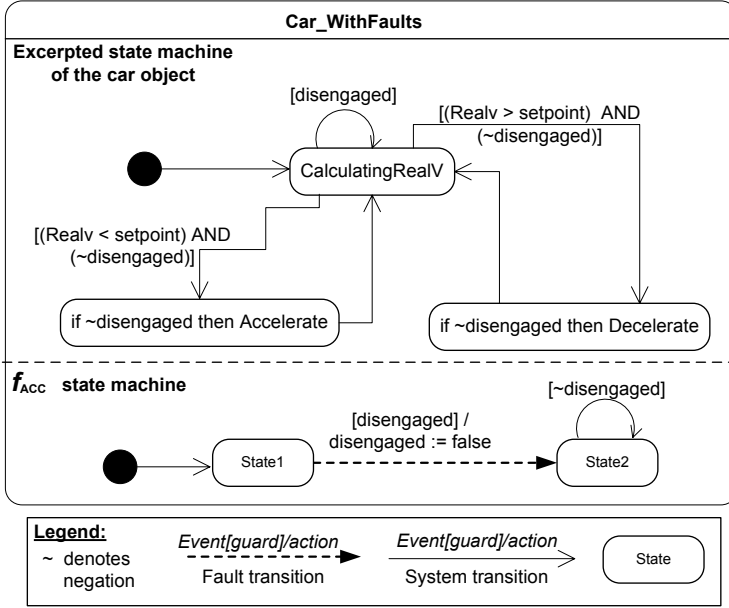 Car_WithFaults
Excerpted state machine
of the car object
[disengaged]
[(Realv > setpoint) AND
(~disengaged)]
CalculatingRealV
[(Realv < setpoint) AND
(~disengaged)]
if ~disengaged then Accelerate
if ~disengaged then Decelerate
fACC state machine
[~disengaged]
[disengaged] /
disengaged := false
State1
State2
Legend:
~ denotes
negation
Event[guard]/action
Fault transition
Event[guard]/action
System transition
State